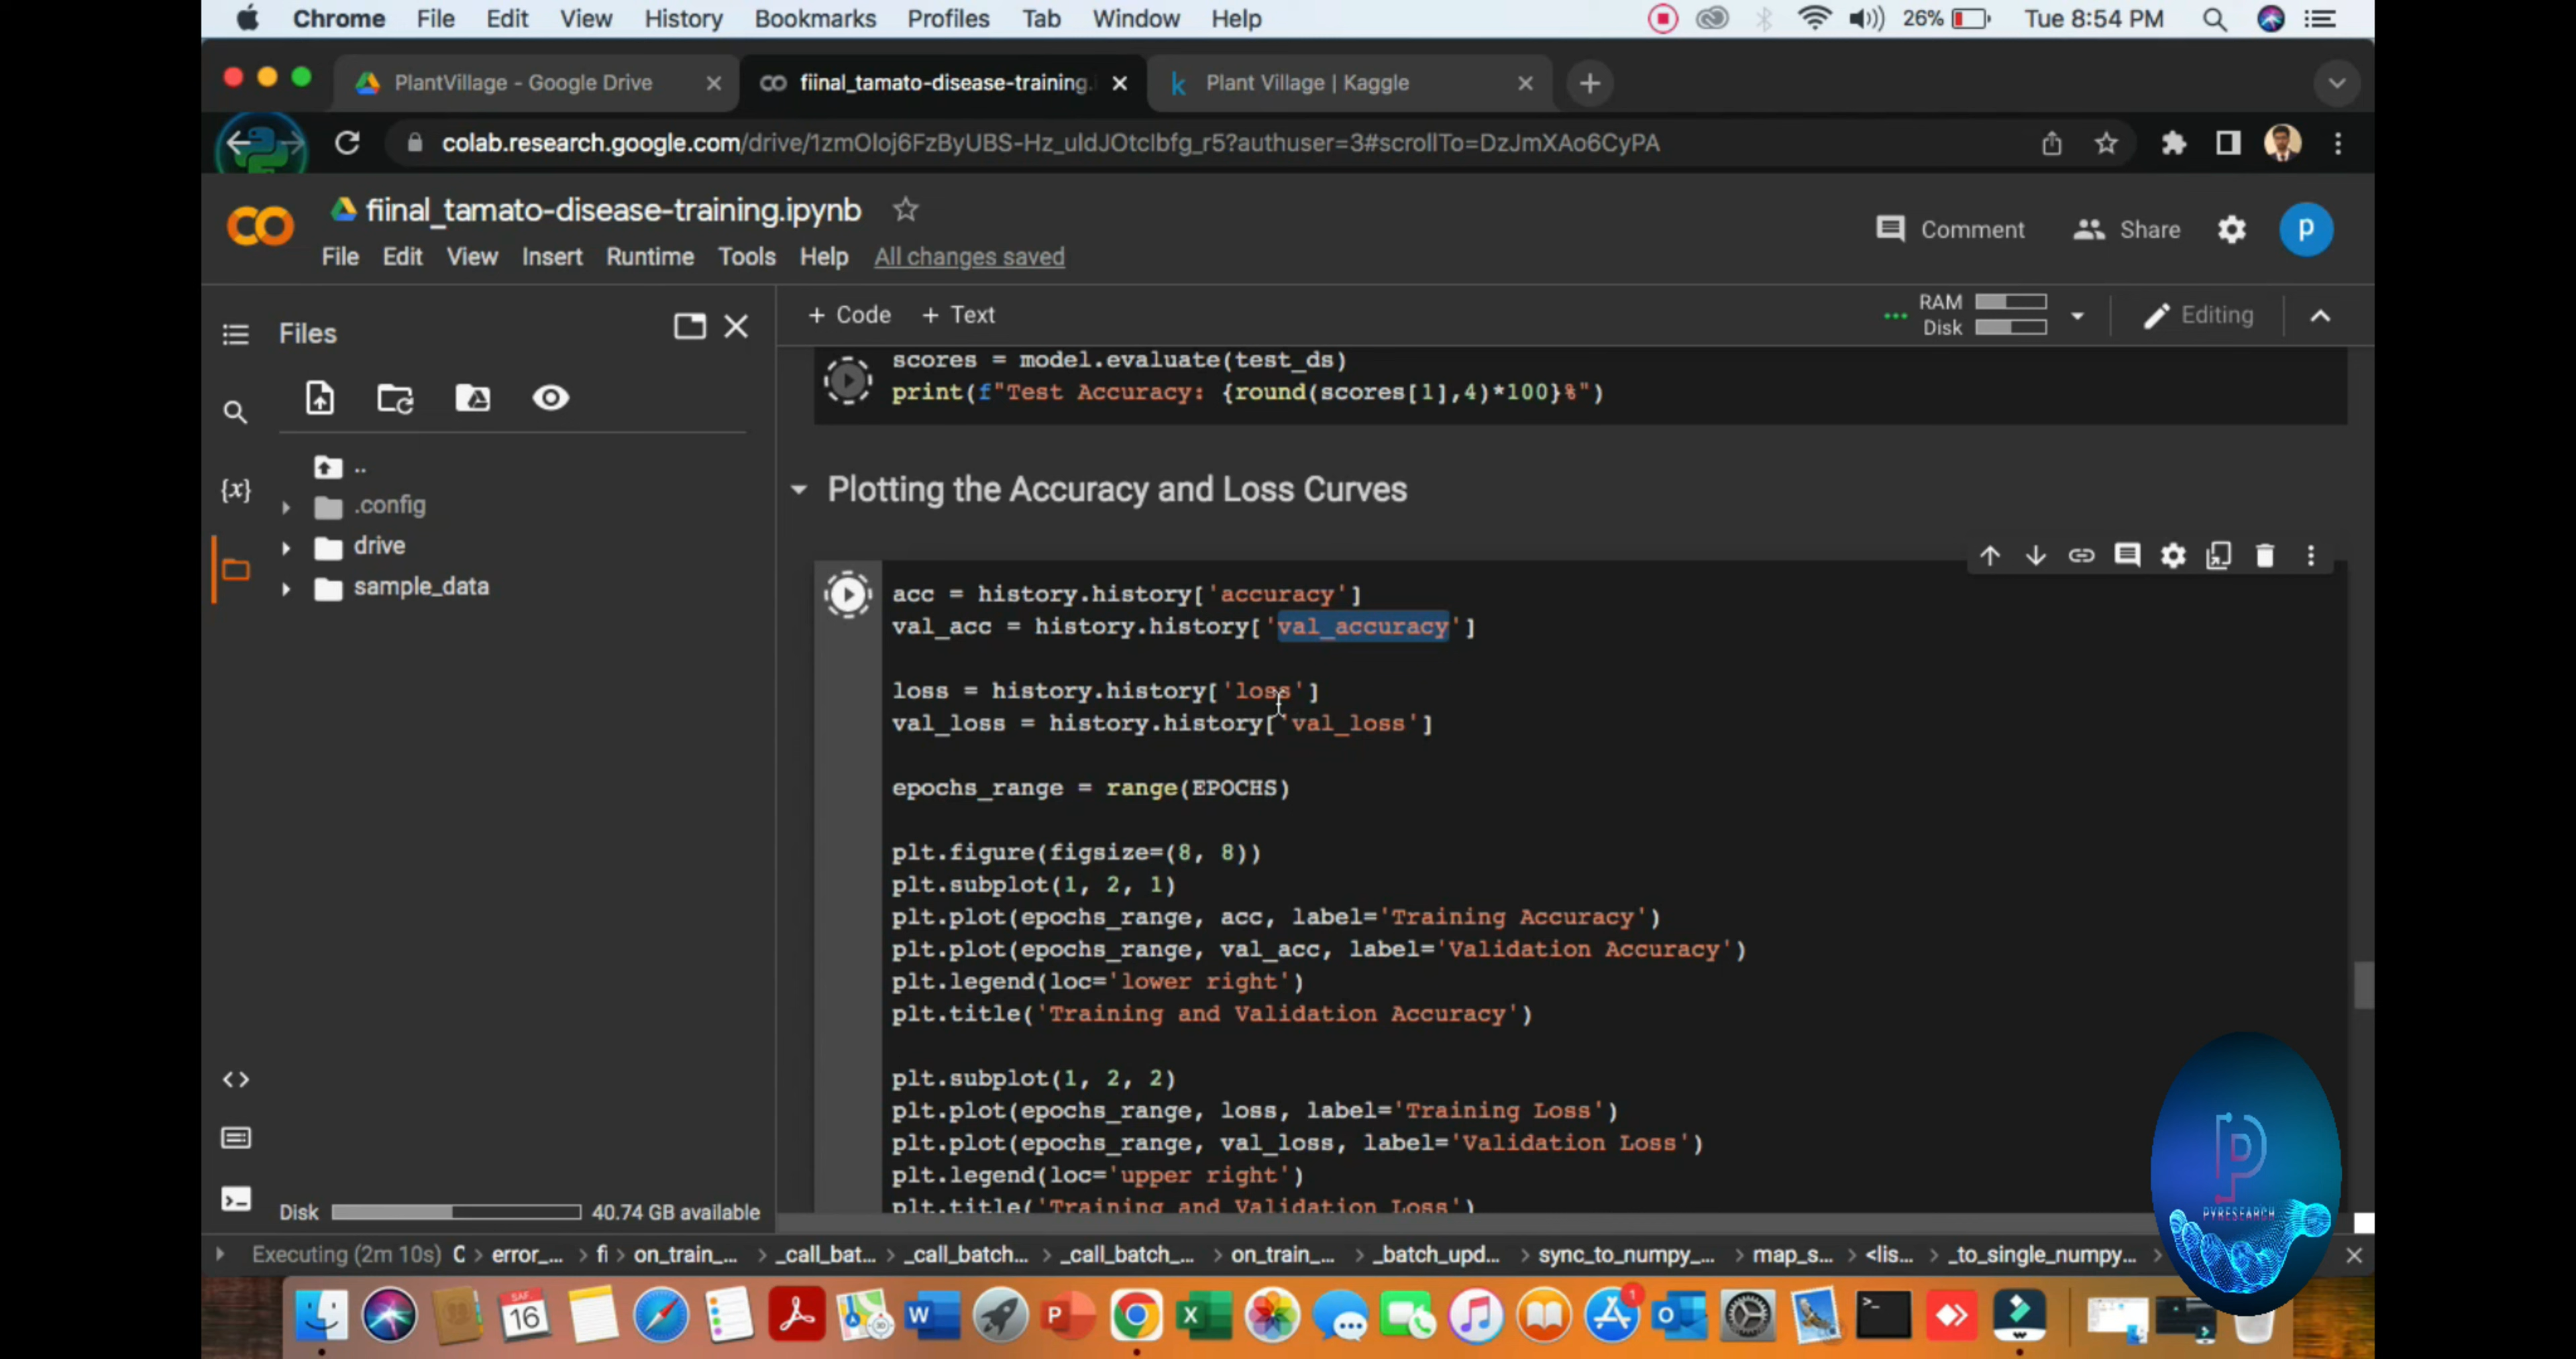 Chrome File Edit View History Bookmarks Profiles Tab Window Help 26% Tue 8:54 PM
PlantVillage - Google Drive fiinal_tamato-disease-training. Plant Village | Kaggle
colab.research.google.com/drive/1zmOloj6FzByUBS-Hz_uldJOtclbfg_r5?authuser=3#scrollTo=DzJmXAo6CyPA
CO fiinal_tamato-disease-training.ipynb
Comment Share P
File Edit View Insert Runtime Tools Help All changes saved
Files
+ Code + Text
RAM
Disk
Editing
..
.config
drive
sample_data
{x}
scores = model.evaluate(test_ds)
print(f"Test Accuracy: {round(scores[1],4)*100}%")
Plotting the Accuracy and Loss Curves
acc = history.history['accuracy']
val_acc = history.history['val_accuracy']
loss = history.history['loss']
val_loss = history.history['val_loss']
epochs_range = range(EPOCHS)
plt.figure(figsize=(8, 8))
plt.subplot(1, 2, 1)
plt.plot(epochs_range, acc, label='Training Accuracy')
plt.plot(epochs_range, val_acc, label='Validation Accuracy')
plt.legend(loc='lower right')
plt.title('Training and Validation Accuracy')
plt.subplot(1, 2, 2)
plt.plot(epochs_range, loss, label='Training Loss')
plt.plot(epochs_range, val_loss, label='Validation Loss')
plt.legend(loc='upper right')
plt.title('Training and Validation Loss')
Disk 40.74 GB available
PYRESEARCH
Executing (2m 10s) C > error_... > fi > on_train_... > _call_bat... > _call_batch... > _call_batch_... > on_train_... > _batch_upd... > sync_to_numpy_... > map_s... > <lis... > _to_single_numpy... >
16
1